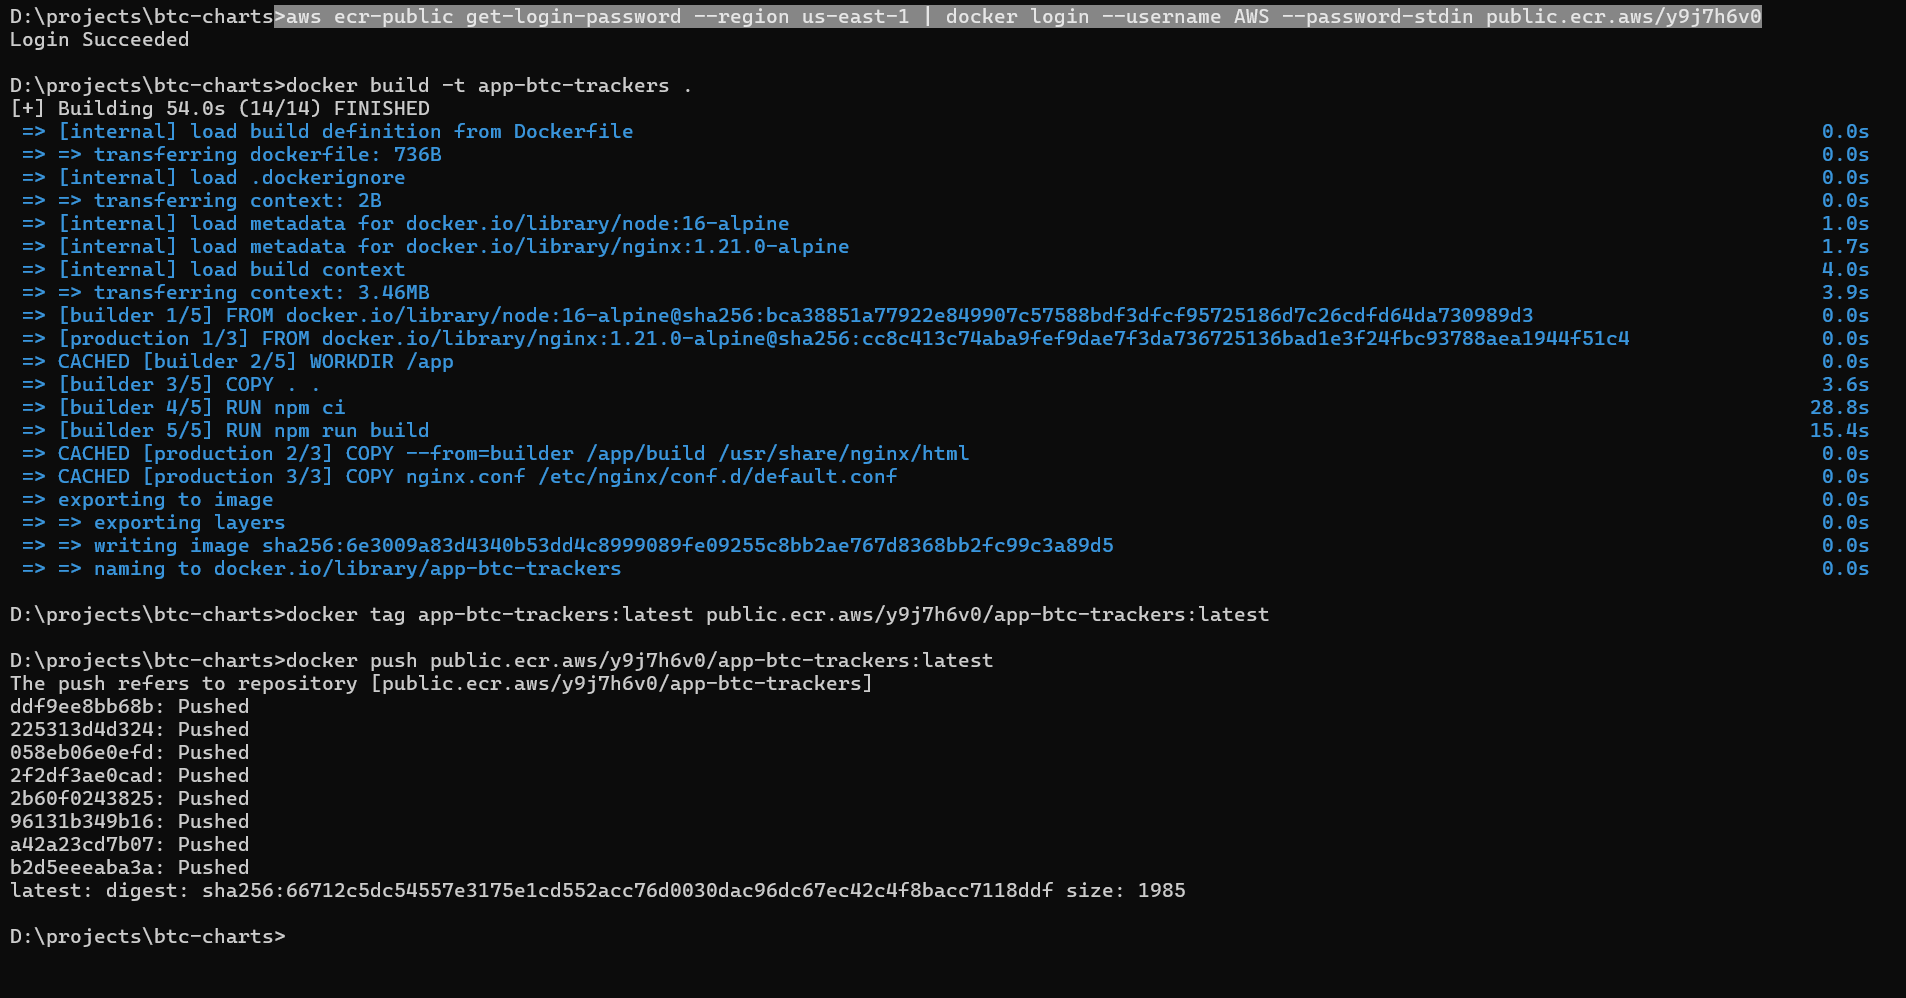 D:\projects\btc-charts>aws ecr-public get-login-password --region us-east-1 | docker login --username AWS --password-stdin public.ecr.aws/y9j7h6v0
Login Succeeded
D:\projects\btc-charts>docker build -t app-btc-trackers .
[+] Building 54.0s (14/14) FINISHED
=> [internal] load build definition from Dockerfile 0.0s
=> => transferring dockerfile: 736B 0.0s
=> [internal] load .dockerignore 0.0s
=> => transferring context: 2B 0.0s
=> [internal] load metadata for docker.io/library/node:16-alpine 1.0s
=> [internal] load metadata for docker.io/library/nginx:1.21.0-alpine 1.7s
=> [internal] load build context 4.0s
=> => transferring context: 3.46MB 3.9s
=> [builder 1/5] FROM docker.io/library/node:16-alpine@sha256:bca38851a77922e849907c57588bdf3dfcf95725186d7c26cdfd64da730989d3 0.0s
=> [production 1/3] FROM docker.io/library/nginx:1.21.0-alpine@sha256:cc8c413c74aba9fef9dae7f3da736725136bad1e3f24fbc93788aea1944f51c4 0.0s
=> CACHED [builder 2/5] WORKDIR /app 0.0s
=> [builder 3/5] COPY . . 3.6s
=> [builder 4/5] RUN npm ci 28.8s
=> [builder 5/5] RUN npm run build 15.4s
=> CACHED [production 2/3] COPY --from=builder /app/build /usr/share/nginx/html 0.0s
=> CACHED [production 3/3] COPY nginx.conf /etc/nginx/conf.d/default.conf 0.0s
=> exporting to image 0.0s
=> => exporting layers 0.0s
=> => writing image sha256:6e3009a83d4340b53dd4c8999089fe09255c8bb2ae767d8368bb2fc99c3a89d5 0.0s
=> => naming to docker.io/library/app-btc-trackers 0.0s
D:\projects\btc-charts>docker tag app-btc-trackers:latest public.ecr.aws/y9j7h6v0/app-btc-trackers:latest
D:\projects\btc-charts>docker push public.ecr.aws/y9j7h6v0/app-btc-trackers:latest
The push refers to repository [public.ecr.aws/y9j7h6v0/app-btc-trackers]
ddf9ee8bb68b: Pushed
225313d4d324: Pushed
058eb06e0efd: Pushed
2f2df3ae0cad: Pushed
2b60f0243825: Pushed
96131b349b16: Pushed
a42a23cd7b07: Pushed
b2d5eeeaba3a: Pushed
latest: digest: sha256:66712c5dc54557e3175e1cd552acc76d0030dac96dc67ec42c4f8bacc7118ddf size: 1985
D:\projects\btc-charts>